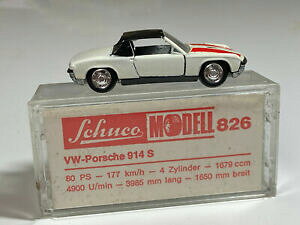 Schuco MODELL 826
VW-Porsche 914 S
80 PS – 177 km/h – 4 Zylinder – 1679 ccm
4900 U/min – 3985 mm lang – 1650 mm breit